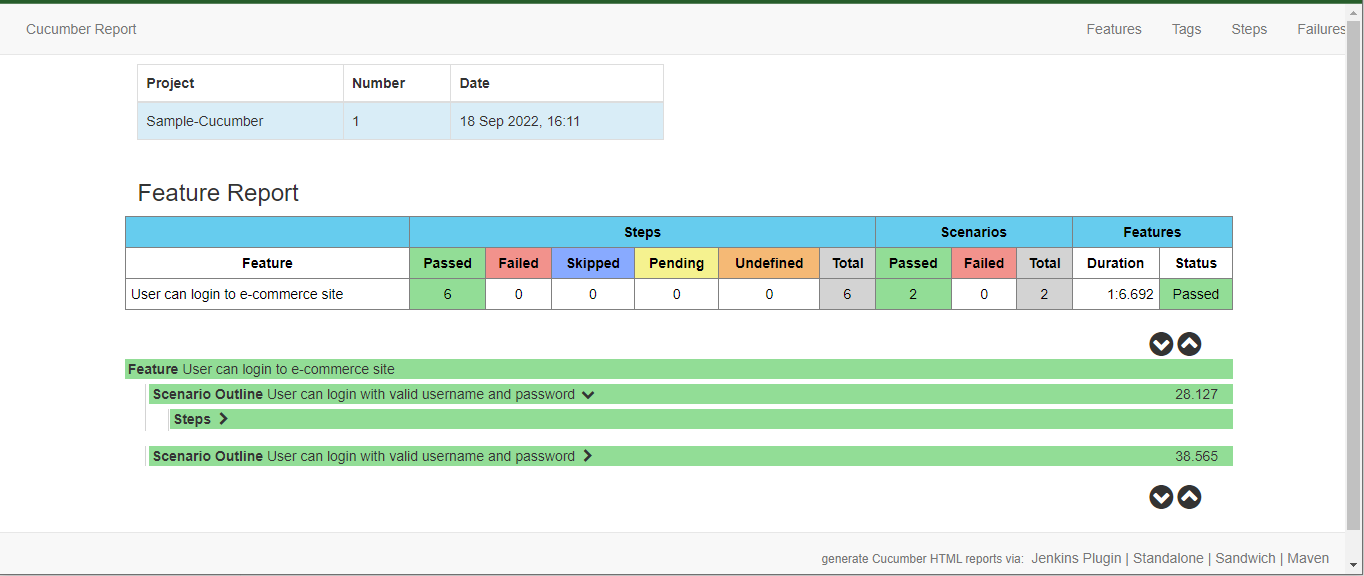 Cucumber Report Features Tags Steps Failures
Project Number Date
Sample-Cucumber 1 18 Sep 2022, 16:11
Feature Report
Steps Scenarios Features
Feature Passed Failed Skipped Pending Undefined Total Passed Failed Total Duration Status
User can login to e-commerce site 6 0 0 0 0 6 2 0 2 1:6.692 Passed
Feature User can login to e-commerce site
Scenario Outline User can login with valid username and password 28.127
Steps
Scenario Outline User can login with valid username and password 38.565
generate Cucumber HTML reports via: Jenkins Plugin | Standalone | Sandwich | Maven